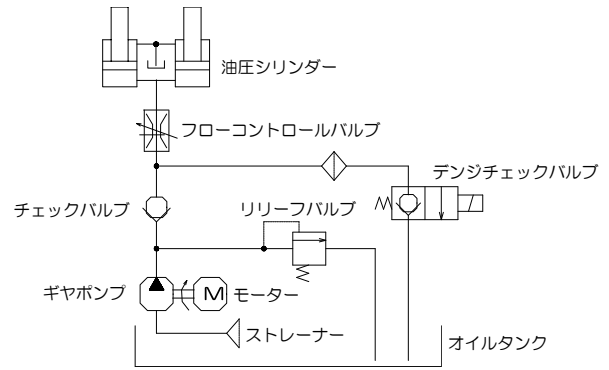 油圧シリンダー
フローコントロールバルブ
デンジチェックバルブ
チェックバルブ
リリーフバルブ
ギヤポンプ
M
モーター
ストレーナー
オイルタンク